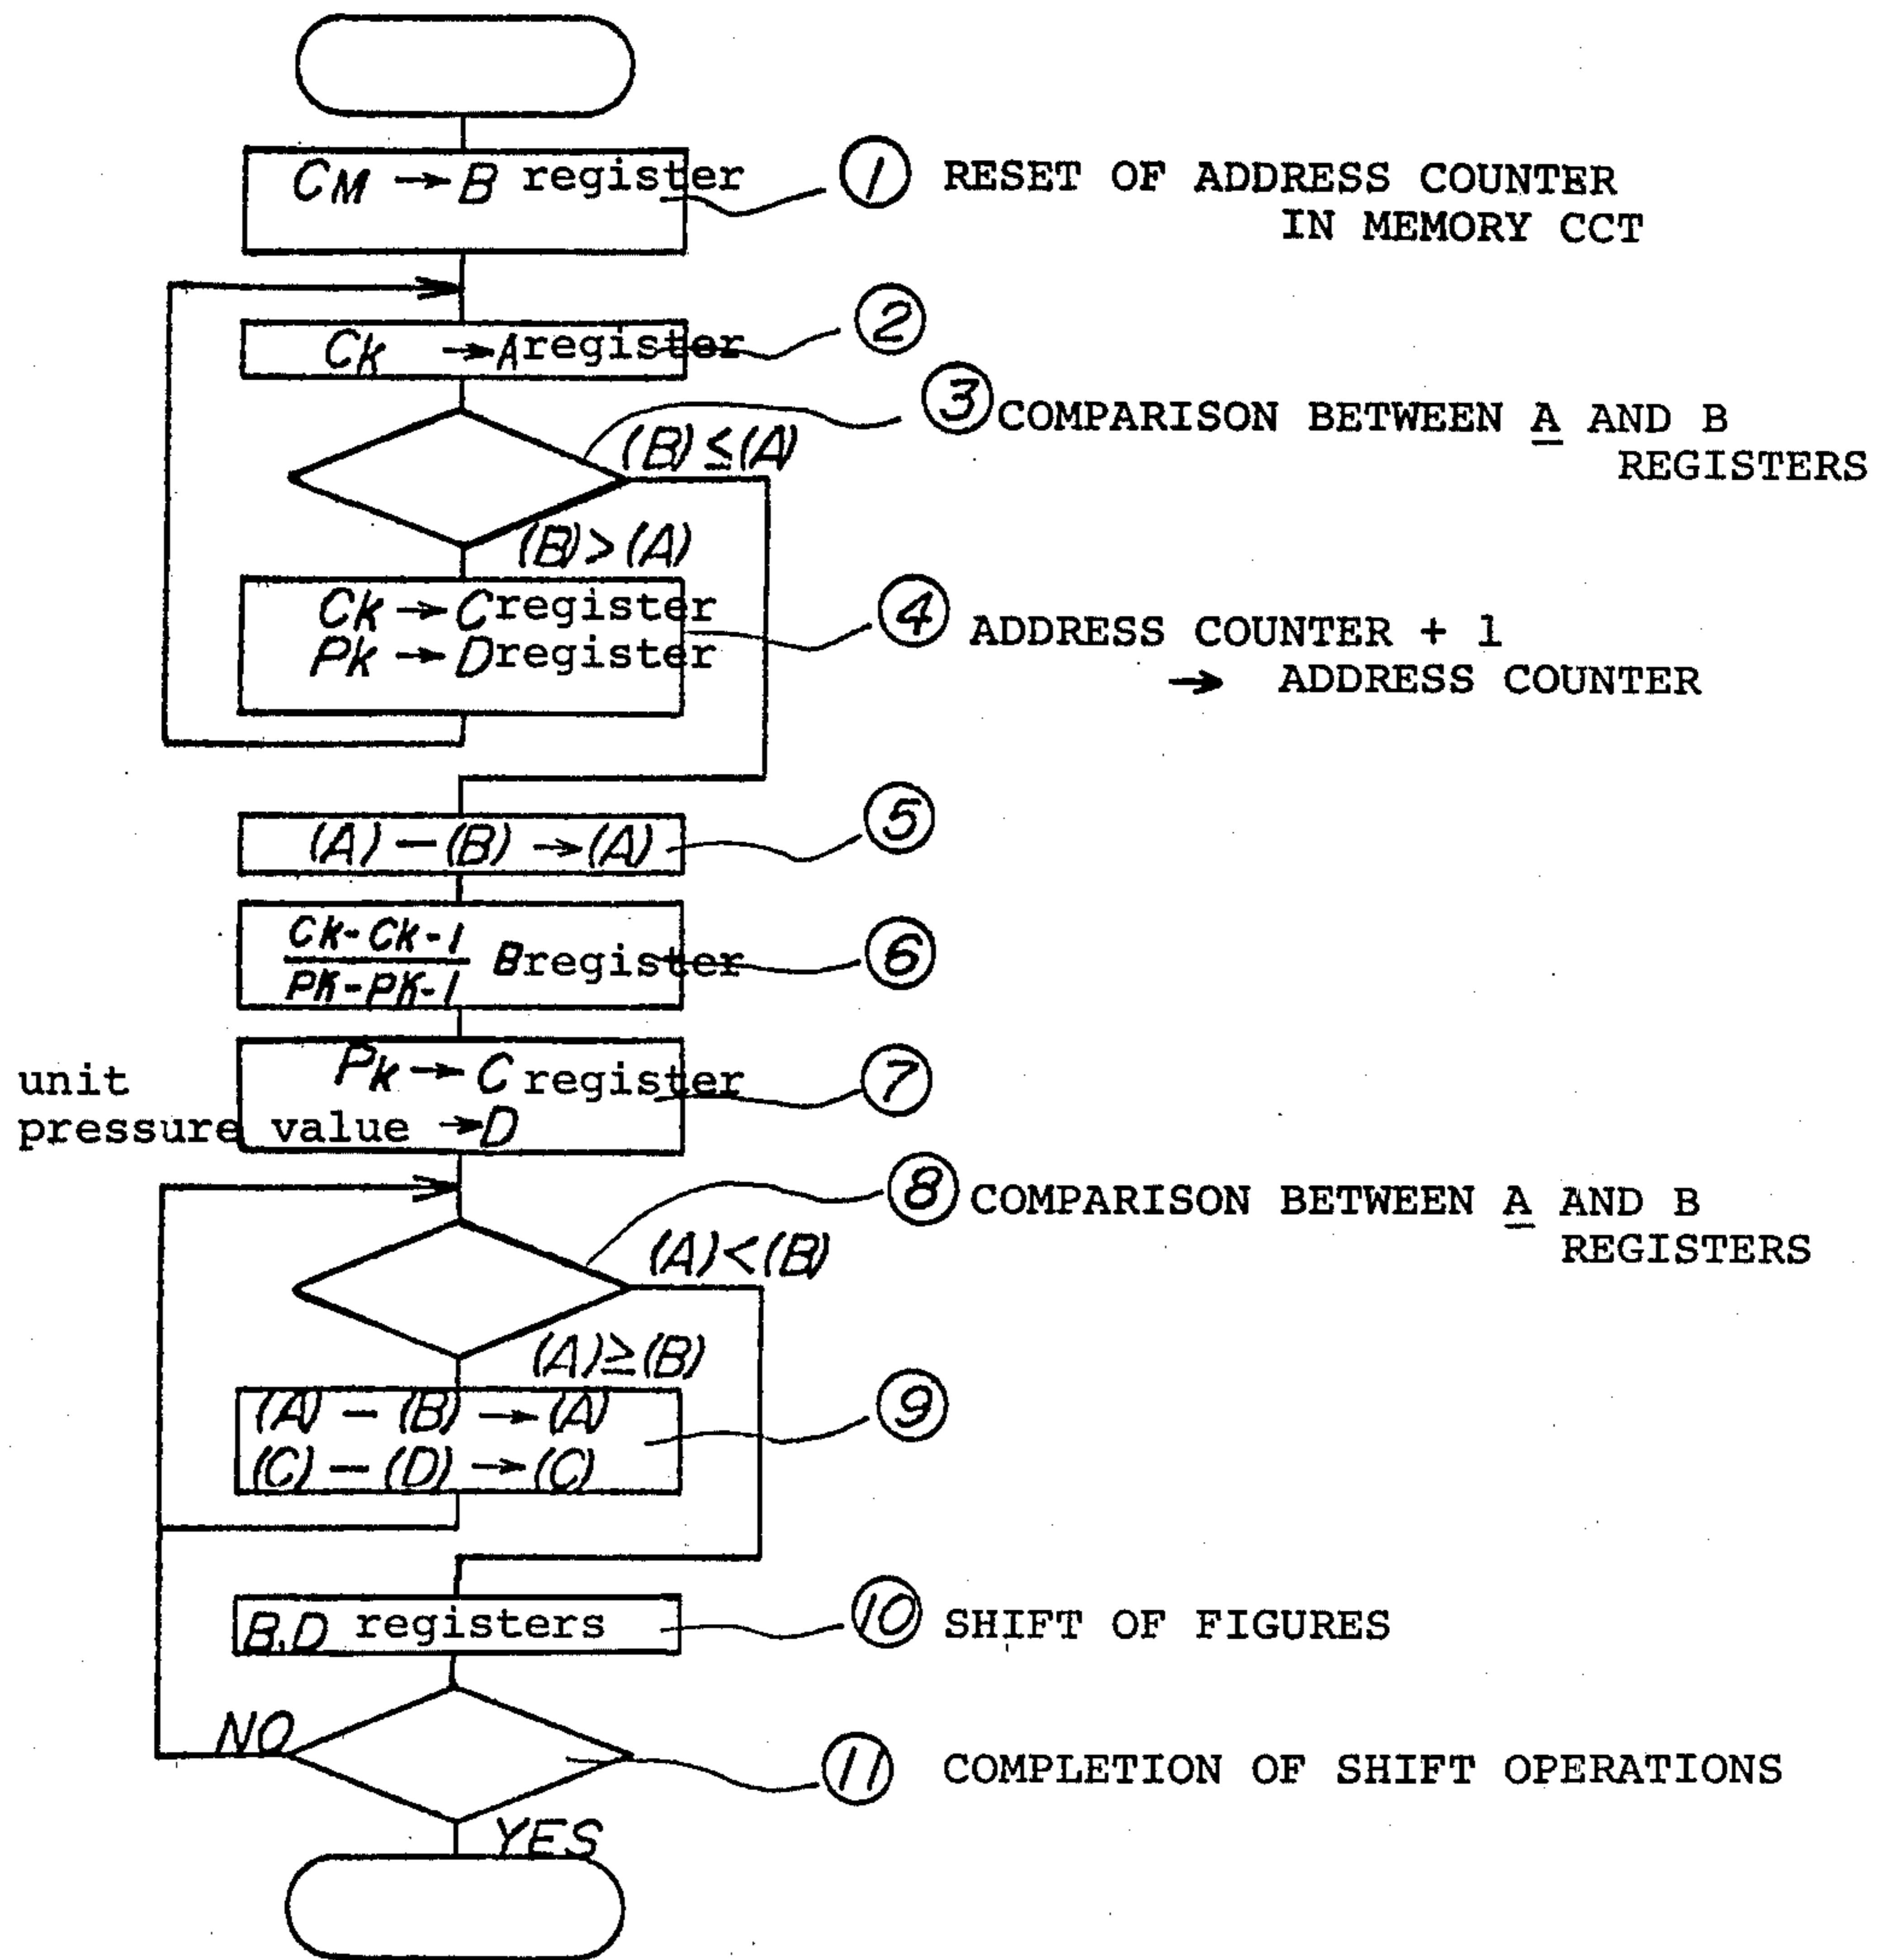 CM → B register
① RESET OF ADDRESS COUNTER
IN MEMORY CCT
②
Ck → A register
③ COMPARISON BETWEEN A AND B
REGISTERS
(B) ≤ (A)
(B) > (A)
Ck → C register
④ ADDRESS COUNTER + 1
Pk → D register
→ ADDRESS COUNTER
⑤
(A) - (B) → (A)
CK-CK-1
⑥
B register
PK-PK-1
Pk → C register
⑦
unit
pressure value → D
⑧ COMPARISON BETWEEN A AND B
REGISTERS
(A) < (B)
(A) ≥ (B)
(A) - (B) → (A)
⑨
(C) - (D) → (C)
B.D registers
⑩ SHIFT OF FIGURES
NO
⑪ COMPLETION OF SHIFT OPERATIONS
YES